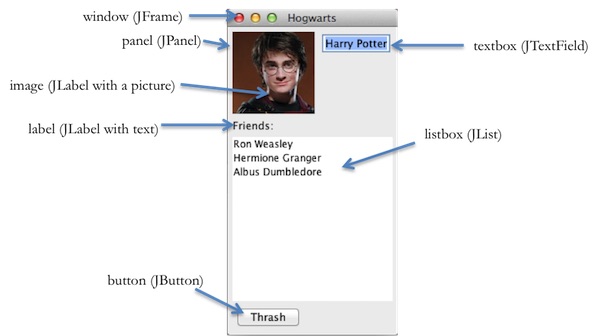 window (JFrame)
Hogwarts
panel (JPanel)
Harry Potter
textbox (JTextField)
image (JLabel with a picture)
label (JLabel with text)
Friends:
listbox (JList)
Ron Weasley
Hermione Granger
Albus Dumbledore
button (JButton)
Thrash